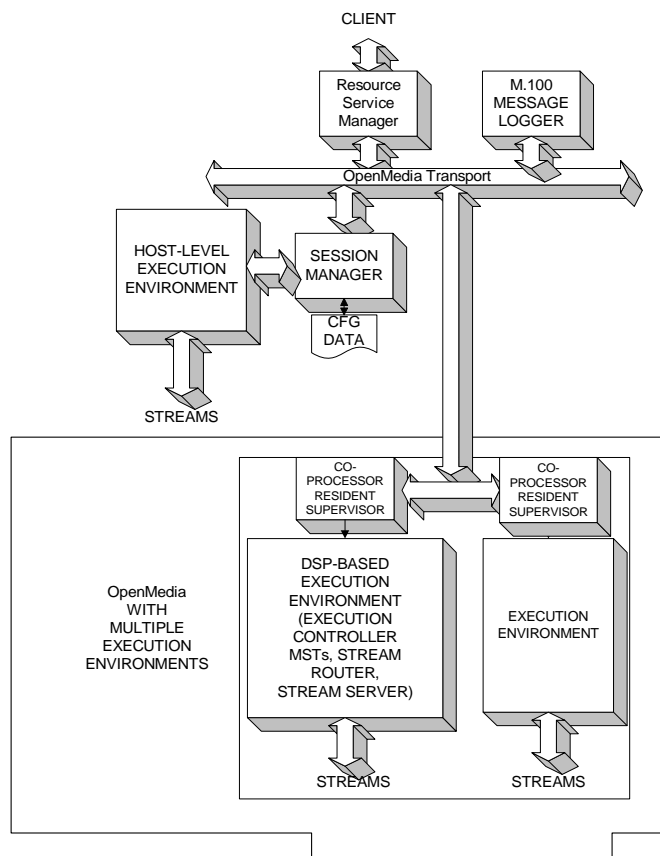 CLIENT
Resource
Service
Manager
M.100
MESSAGE
LOGGER
OpenMedia Transport
HOST-LEVEL
EXECUTION
ENVIRONMENT
SESSION
MANAGER
CFG
DATA
STREAMS
CO-
PROCESSOR
RESIDENT
SUPERVISOR
CO-
PROCESSOR
RESIDENT
SUPERVISOR
OpenMedia
WITH
MULTIPLE
EXECUTION
ENVIRONMENTS
DSP-BASED
EXECUTION
ENVIRONMENT
(EXECUTION
CONTROLLER
MSTs, STREAM
ROUTER,
STREAM SERVER)
EXECUTION
ENVIRONMENT
STREAMS
STREAMS